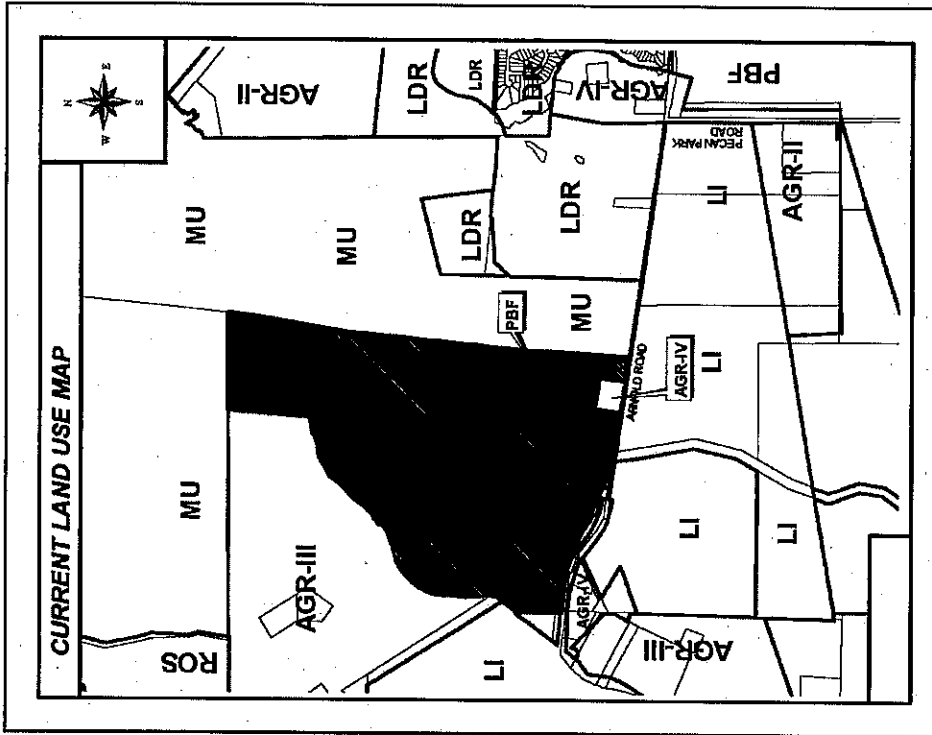 CURRENT LAND USE MAP
N
W
E
S
MU
MU
AGR-II
LDR
LDR
LDR
AGR-IV
PBF
ROS
AGR-III
MU
LDR
LDR
PECAN PARK
ROAD
PBF
MU
ARNOLD ROAD
AGR-IV
LI
LI
AGR-II
AGR-IV
LI
LI
LI
AGR-III